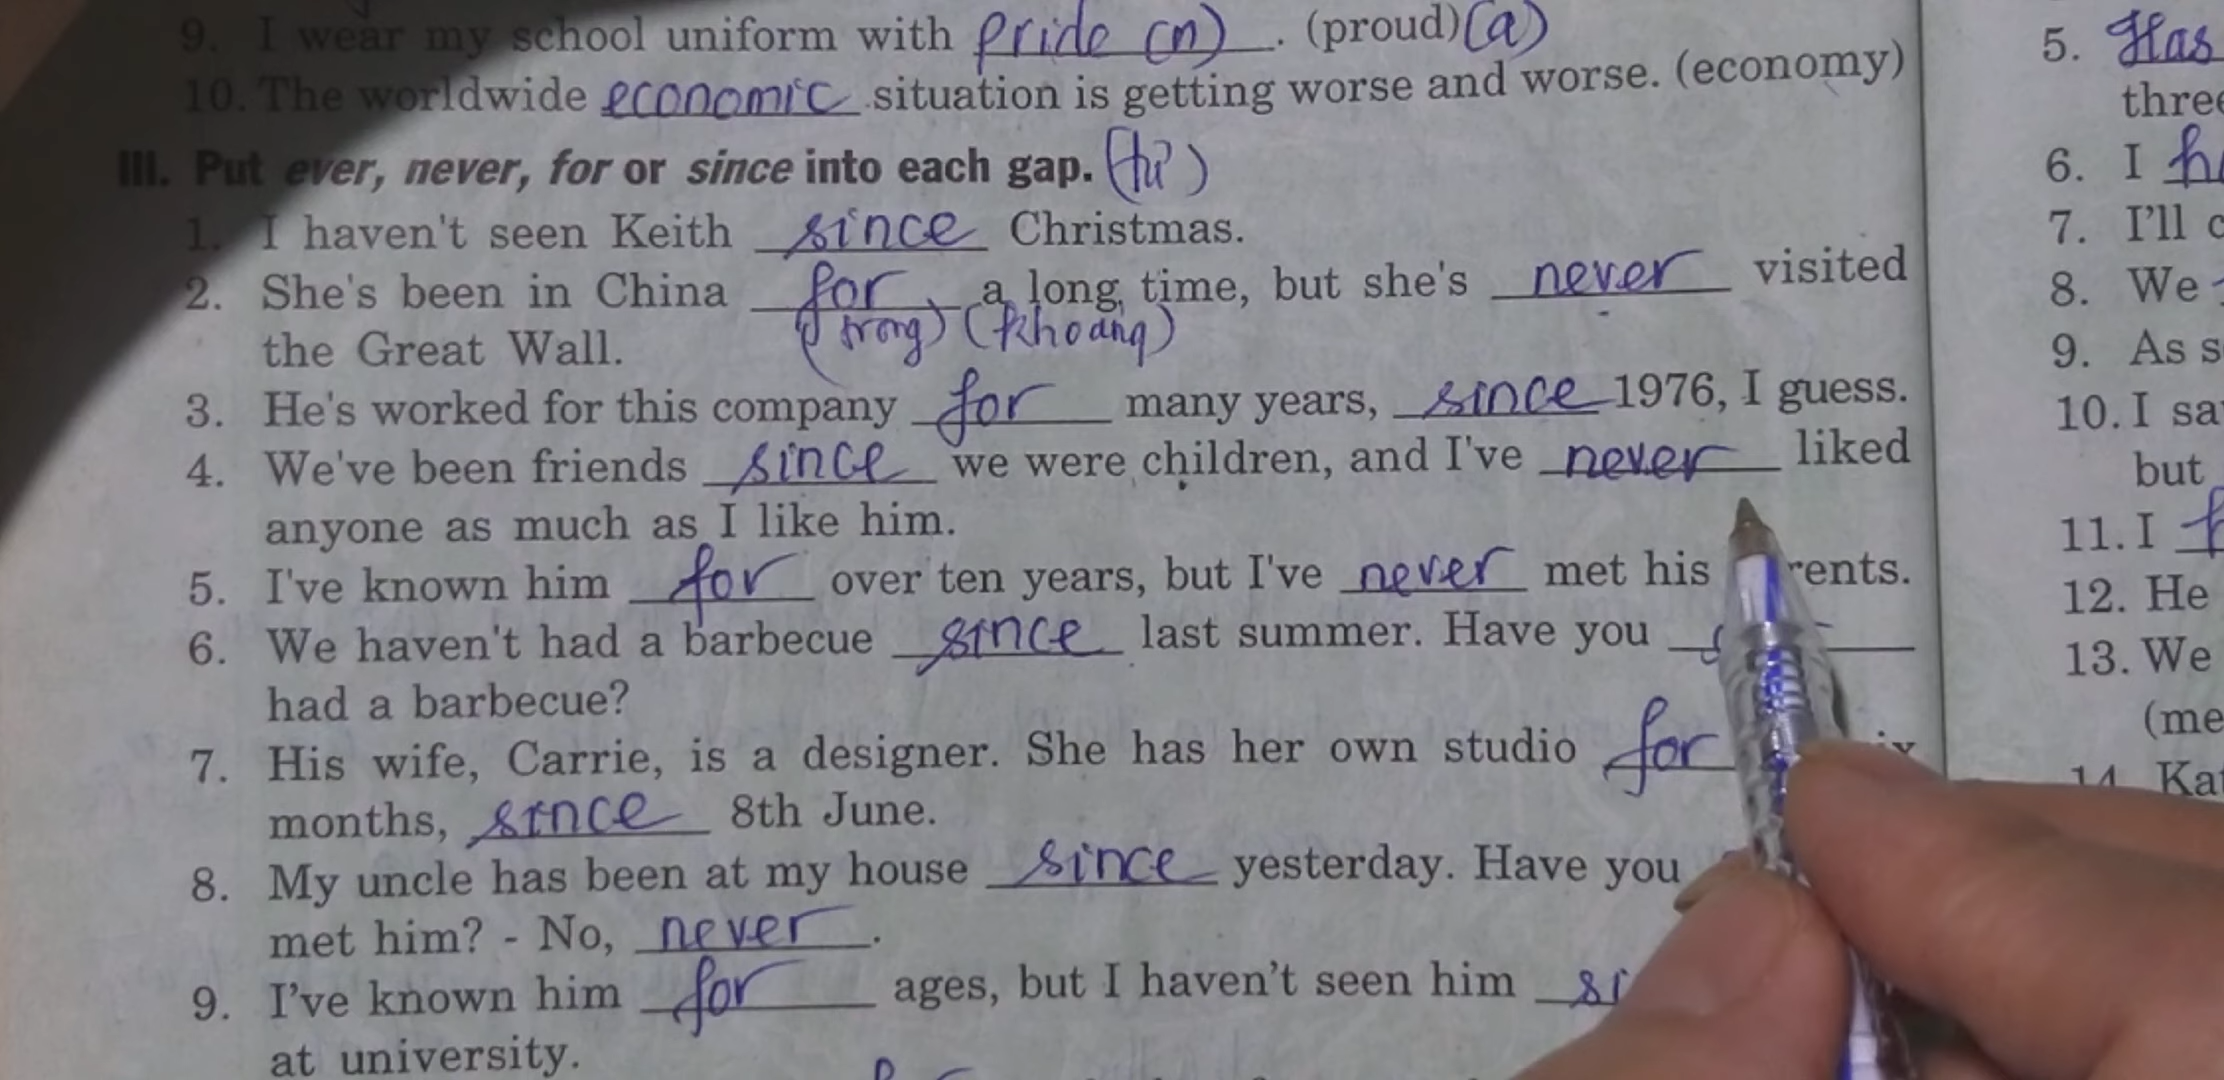 9. I wear my school uniform with pride (n). (proud) (a)
10. The worldwide economic situation is getting worse and worse. (economy)
III. Put ever, never, for or since into each gap. (từ)
1. I haven't seen Keith since Christmas.
2. She's been in China for a long time, but she's never visited
(trong) (khoảng)
the Great Wall.
3. He's worked for this company for many years, since 1976, I guess.
4. We've been friends since we were children, and I've never liked
anyone as much as I like him.
5. I've known him for over ten years, but I've never met his rents.
6. We haven't had a barbecue since last summer. Have you
had a barbecue?
7. His wife, Carrie, is a designer. She has her own studio for
months, since 8th June.
8. My uncle has been at my house since yesterday. Have you
met him? - No, never.
9. I've known him for ages, but I haven't seen him
at university.
5. Has
three
6. I
7. I'll
8. We
9. As
10. I
but
11. I
12. He
13. We
(me
14. Ka